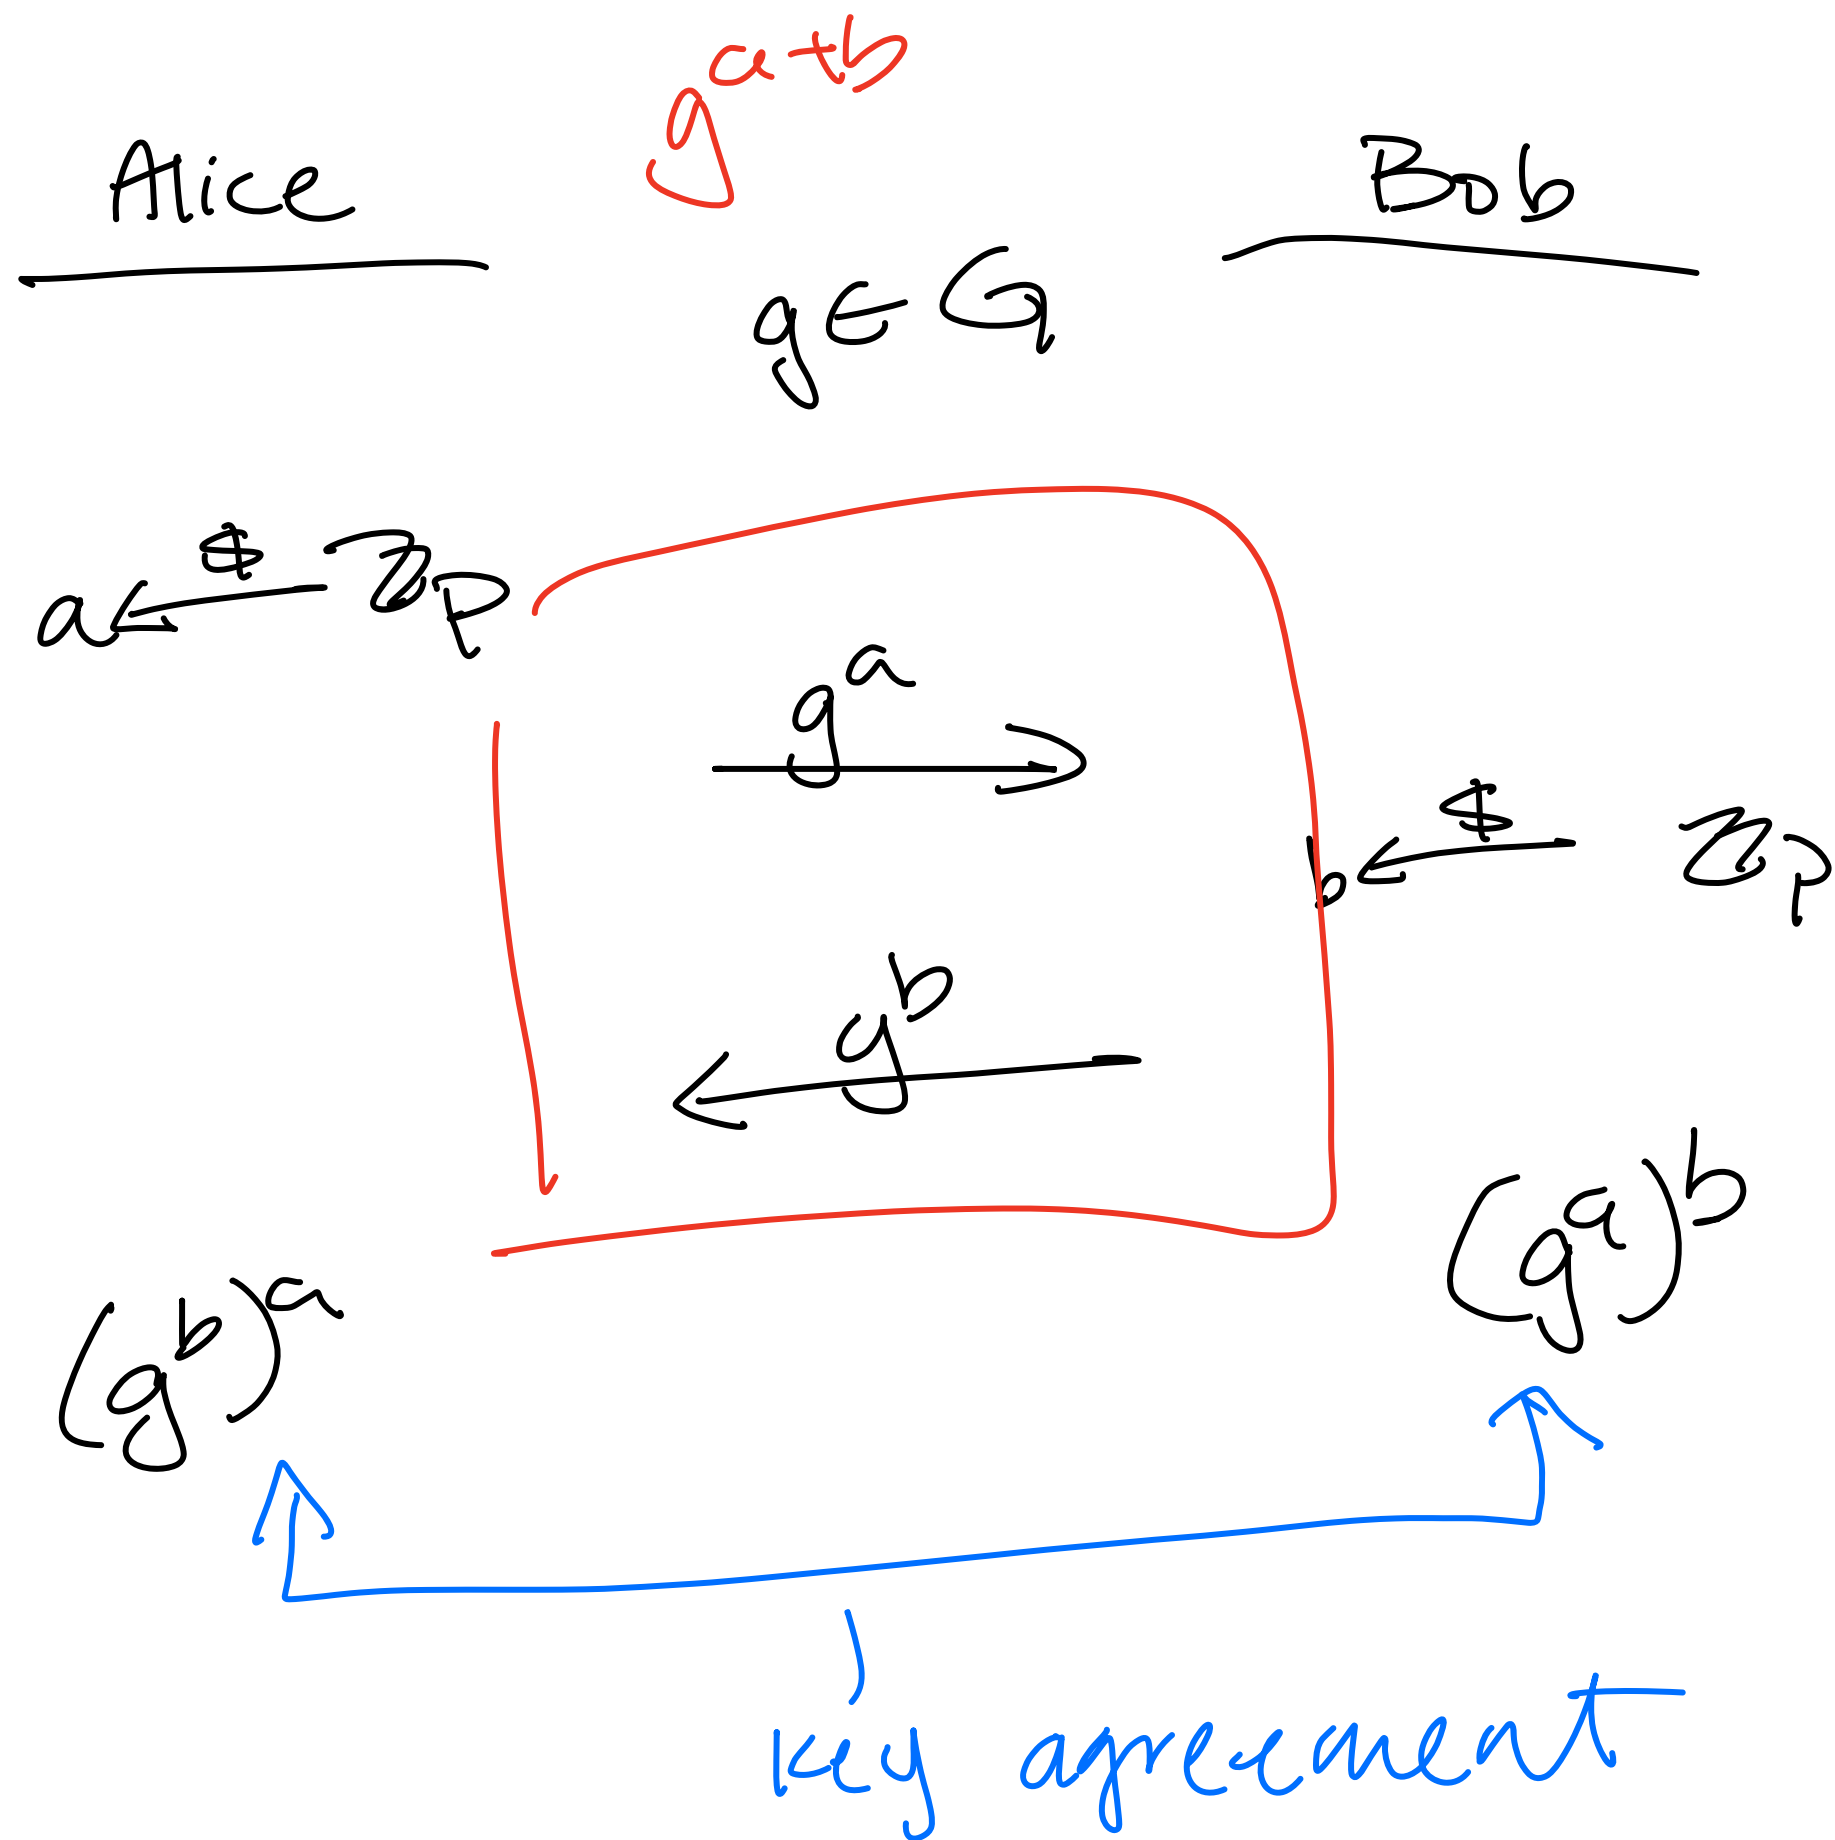 g^{a+b}
Alice
Bob
g ∈ G
a ←$ Z_p
g^a
b ←$ Z_p
g^b
(g^a)^b
(g^b)^a
key agreement